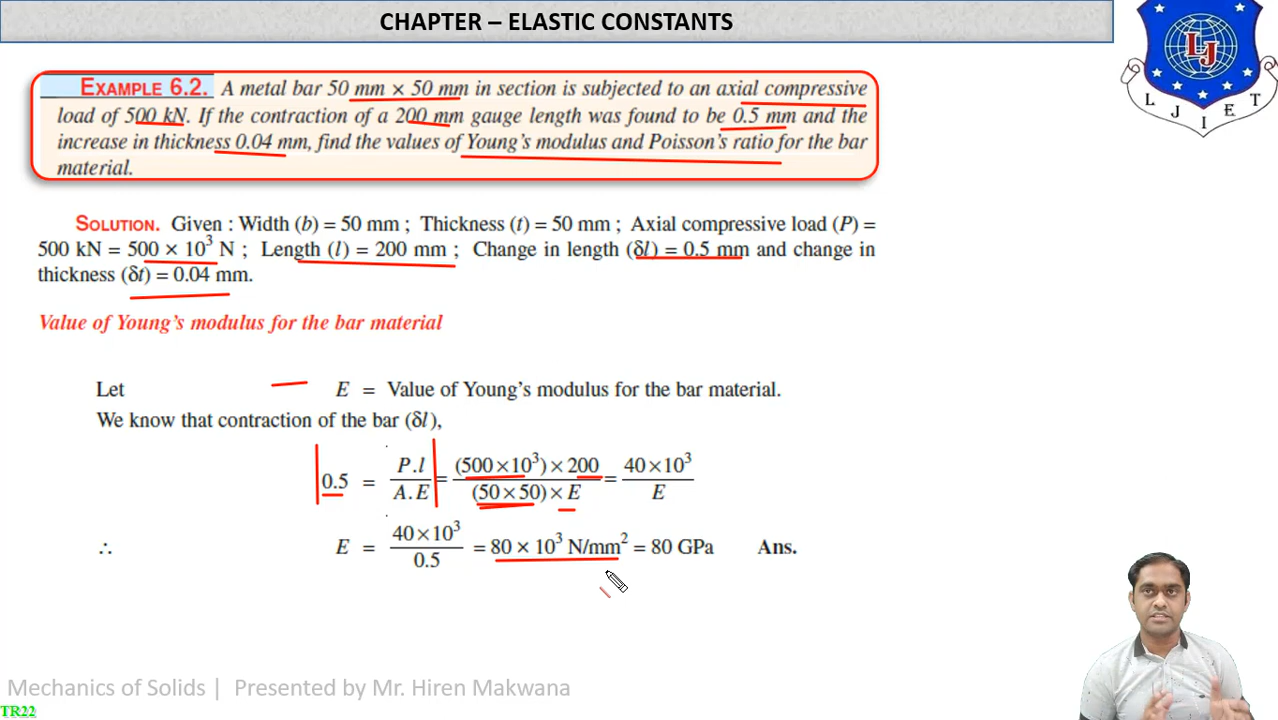 CHAPTER – ELASTIC CONSTANTS
LJ
L J I E T
EXAMPLE 6.2. A metal bar 50 mm × 50 mm in section is subjected to an axial compressive
load of 500 kN. If the contraction of a 200 mm gauge length was found to be 0.5 mm and the
increase in thickness 0.04 mm, find the values of Young's modulus and Poisson's ratio for the bar
material.
SOLUTION. Given : Width (b) = 50 mm ; Thickness (t) = 50 mm ; Axial compressive load (P) =
500 kN = 500 × 10³ N ; Length (l) = 200 mm ; Change in length (δl) = 0.5 mm and change in
thickness (δt) = 0.04 mm.
Value of Young's modulus for the bar material
Let E = Value of Young's modulus for the bar material.
We know that contraction of the bar (δl),
0.5 = P.l / A.E = (500×10³)×200 / (50×50)×E = 40×10³ / E
∴ E = 40×10³ / 0.5 = 80 × 10³ N/mm² = 80 GPa Ans.
Mechanics of Solids | Presented by Mr. Hiren Makwana
TR22